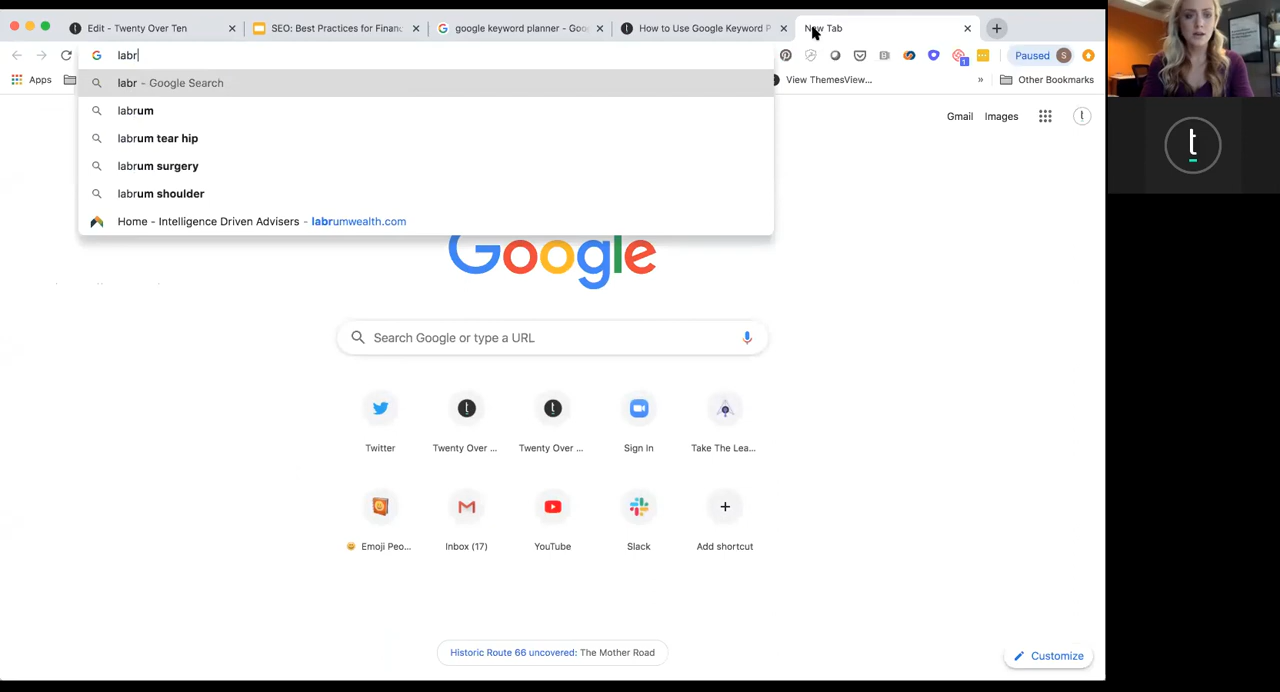 Edit - Twenty Over Ten
SEO: Best Practices for Financ
google keyword planner - Goo
How to Use Google Keyword P
New Tab
labr
1
Paused
S
Apps
View ThemesView...
»
Other Bookmarks
labr - Google Search
labrum
labrum tear hip
labrum surgery
labrum shoulder
Home - Intelligence Driven Advisers - labrumwealth.com
Gmail
Images
t
t
Google
Search Google or type a URL
Twitter
Twenty Over ...
Twenty Over ...
Sign In
Take The Lea...
Emoji Peo...
Inbox (17)
YouTube
Slack
Add shortcut
Historic Route 66 uncovered: The Mother Road
Customize